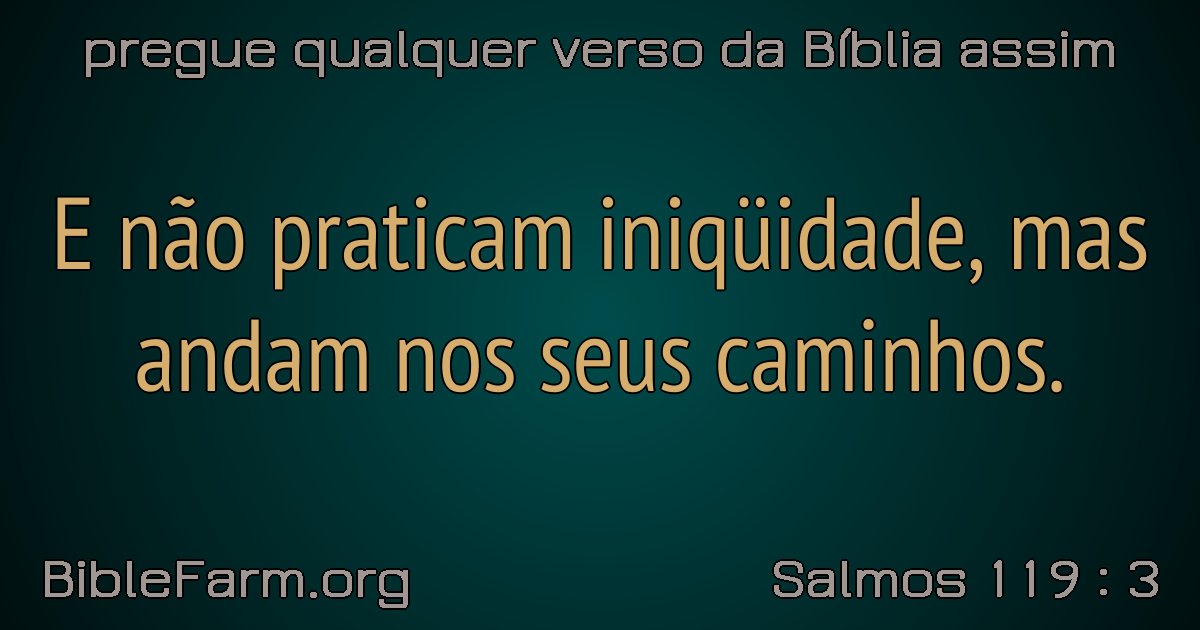 pregue qualquer verso da Bíblia assim
E não praticam iniqüidade, mas
andam nos seus caminhos.
BibleFarm.org
Salmos 119 : 3